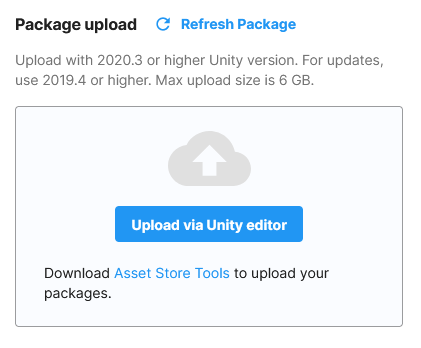 Package upload Refresh Package
Upload with 2020.3 or higher Unity version. For updates,
use 2019.4 or higher. Max upload size is 6 GB.
Upload via Unity editor
Download Asset Store Tools to upload your
packages.